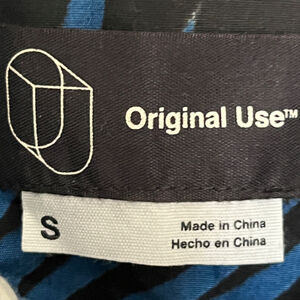 Original Use™
S
Made in China
Hecho en China